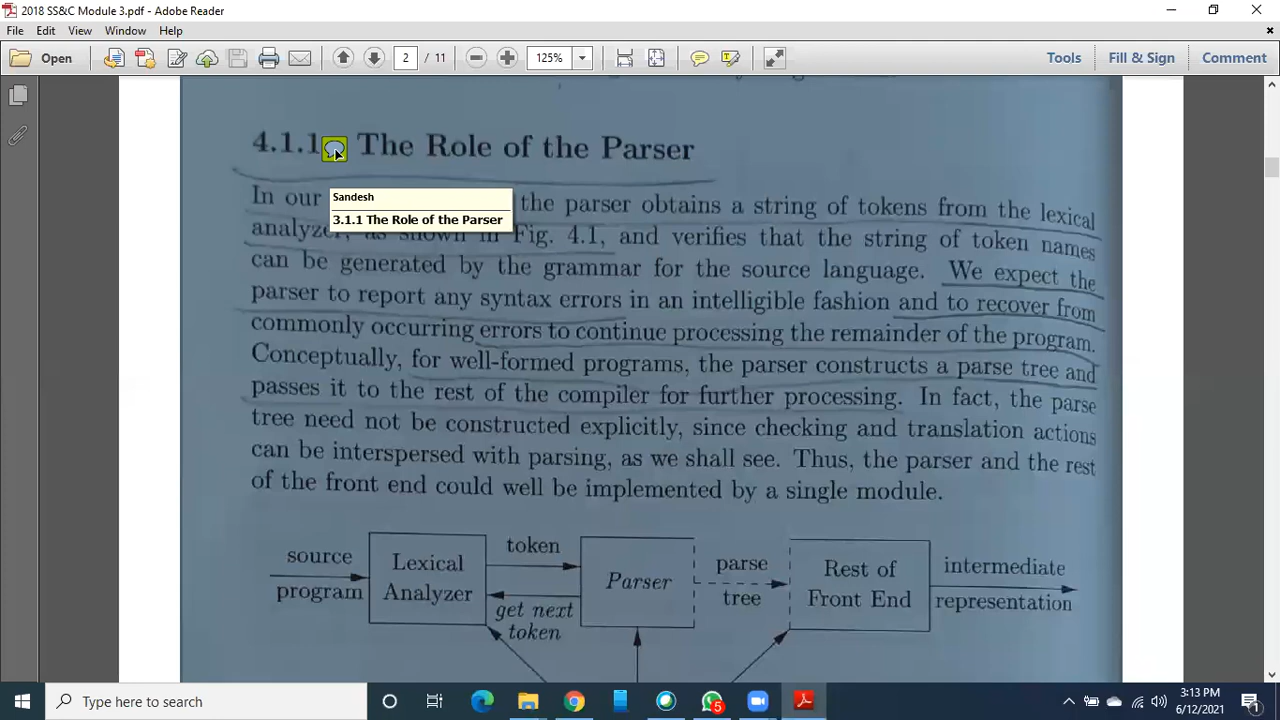 2018 SS&C Module 3.pdf - Adobe Reader
File Edit View Window Help
Open 2 / 11 125% Tools Fill & Sign Comment
4.1.1 The Role of the Parser
Sandesh
3.1.1 The Role of the Parser
In our the parser obtains a string of tokens from the lexical
analyzer, as shown in Fig. 4.1, and verifies that the string of token names
can be generated by the grammar for the source language. We expect the
parser to report any syntax errors in an intelligible fashion and to recover from
commonly occurring errors to continue processing the remainder of the program.
Conceptually, for well-formed programs, the parser constructs a parse tree and
passes it to the rest of the compiler for further processing. In fact, the parse
tree need not be constructed explicitly, since checking and translation actions
can be interspersed with parsing, as we shall see. Thus, the parser and the rest
of the front end could well be implemented by a single module.
source
program
Lexical
Analyzer
token
get next
token
Parser
parse
tree
Rest of
Front End
intermediate
representation
Type here to search
5
3:13 PM
6/12/2021
1